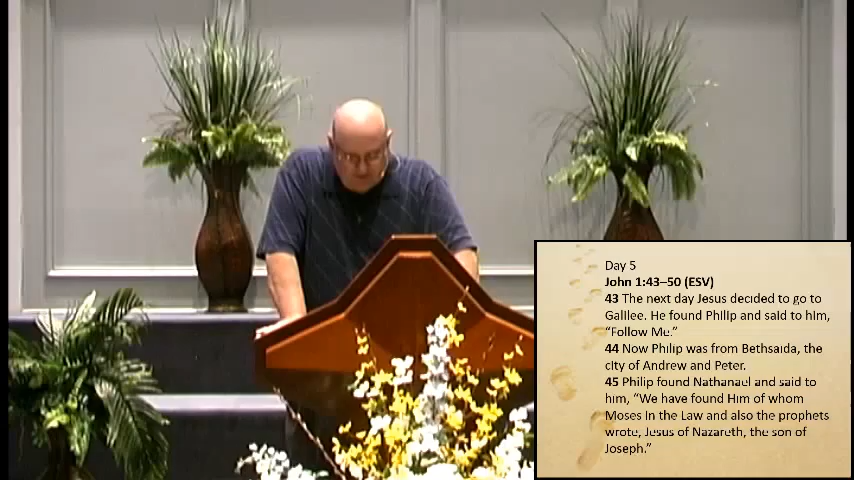 Day 5
John 1:43–50 (ESV)
43 The next day Jesus decided to go to
Galilee. He found Philip and said to him,
“Follow Me.”
44 Now Philip was from Bethsaida, the
city of Andrew and Peter.
45 Philip found Nathanael and said to
him, “We have found Him of whom
Moses in the Law and also the prophets
wrote, Jesus of Nazareth, the son of
Joseph.”